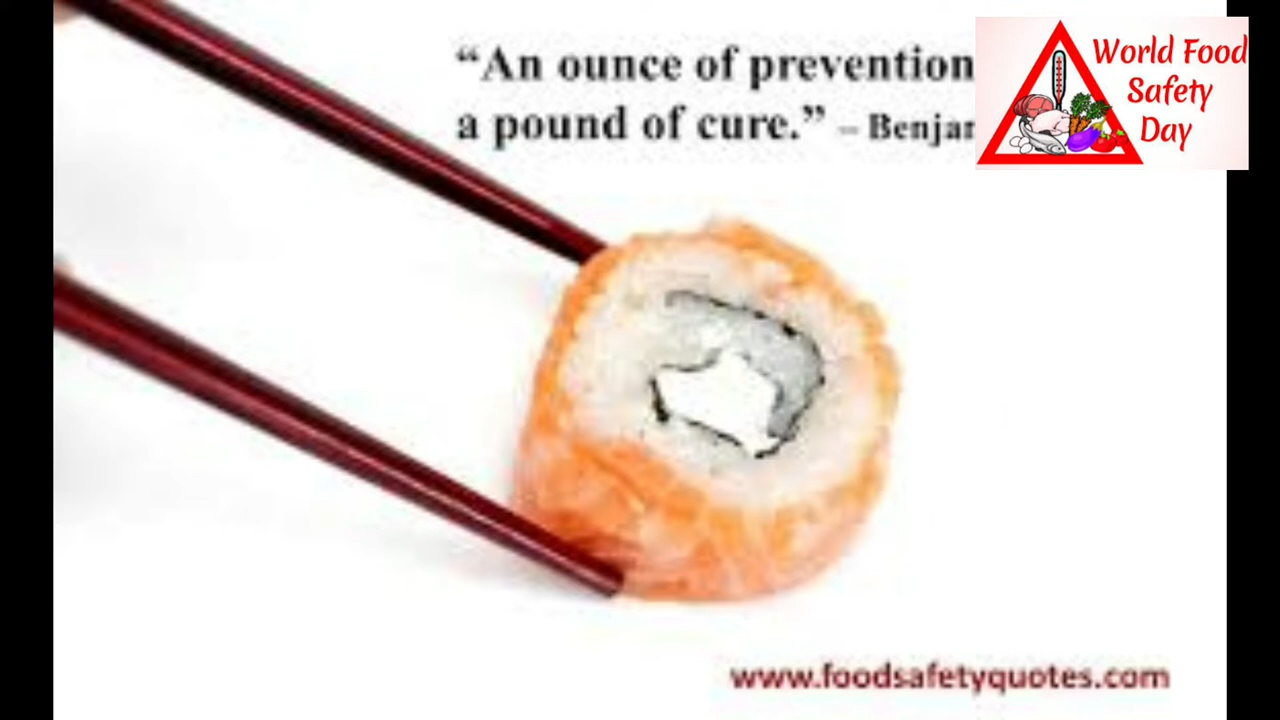 “An ounce of prevention
a pound of cure.” – Benjar
World Food
Safety
Day
www.foodsafetyquotes.com